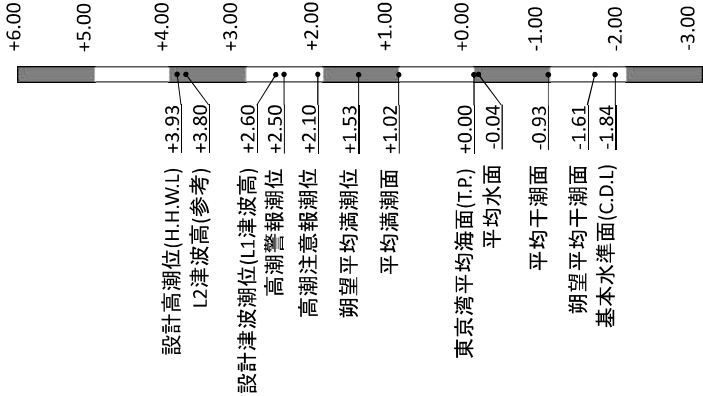 +6.00
+5.00
+4.00
+3.00
+2.00
+1.00
+0.00
-1.00
-2.00
-3.00
設計高潮位(H.H.W.L) +3.93
L2津波高(参考) +3.80
設計津波潮位(L1津波高) +2.60
高潮警報潮位 +2.50
高潮注意報潮位 +2.10
朔望平均満潮位 +1.53
平均満潮面 +1.02
東京湾平均海面(T.P.) +0.00
平均水面 -0.04
平均干潮面 -0.93
朔望平均干潮面 -1.61
基本水準面(C.D.L) -1.84